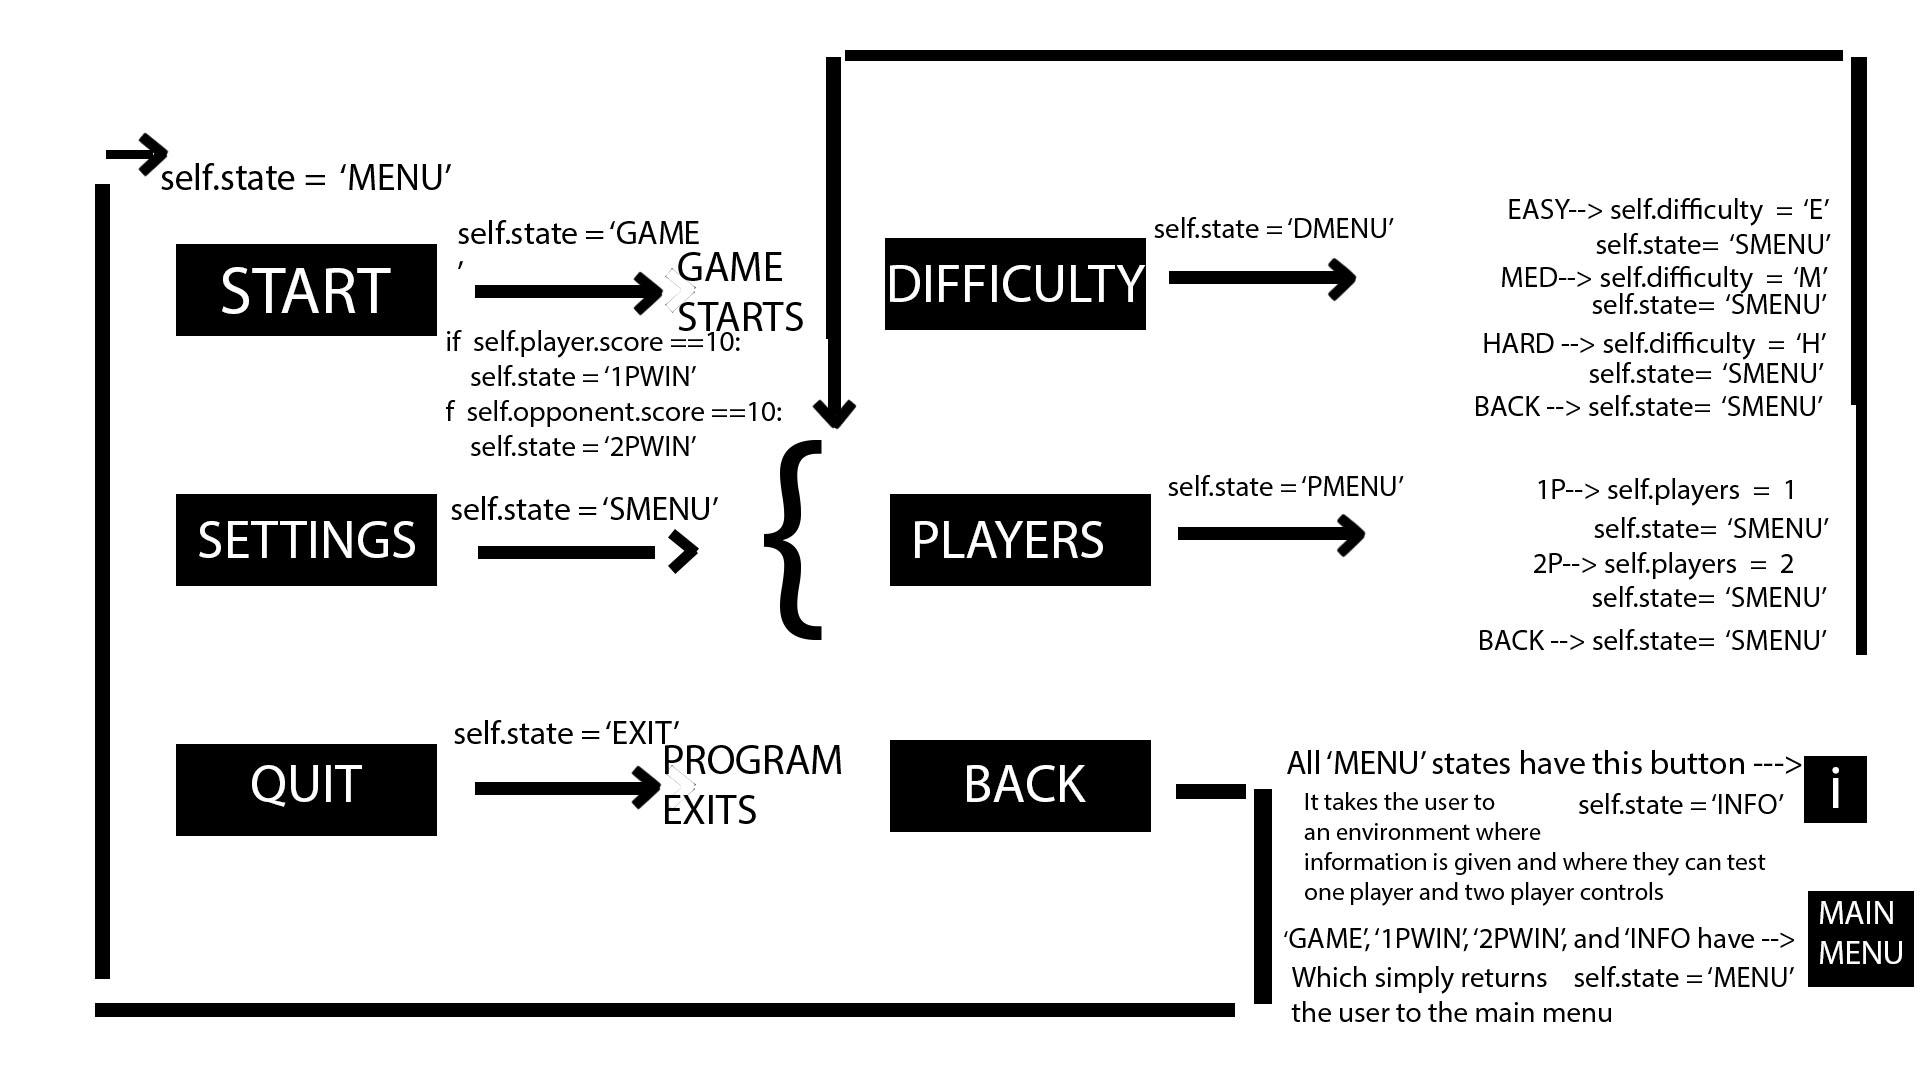 self.state = ‘MENU’
START
self.state = ‘GAME
’
GAME
STARTS
if self.player.score ==10:
self.state = ‘1PWIN’
f self.opponent.score ==10:
self.state = ‘2PWIN’
SETTINGS
self.state = ‘SMENU’
{
QUIT
self.state = ‘EXIT’
PROGRAM
EXITS
DIFFICULTY
self.state = ‘DMENU’
EASY--> self.difficulty = ‘E’
self.state= ‘SMENU’
MED--> self.difficulty = ‘M’
self.state= ‘SMENU’
HARD --> self.difficulty = ‘H’
self.state= ‘SMENU’
BACK --> self.state= ‘SMENU’
PLAYERS
self.state = ‘PMENU’
1P--> self.players = 1
self.state= ‘SMENU’
2P--> self.players = 2
self.state= ‘SMENU’
BACK --> self.state= ‘SMENU’
BACK
All ‘MENU’ states have this button --->
i
It takes the user to
self.state = ‘INFO’
an environment where
information is given and where they can test
one player and two player controls
‘GAME’, ‘1PWIN’, ‘2PWIN’, and ‘INFO have -->
MAIN
MENU
Which simply returns self.state = ‘MENU’
the user to the main menu